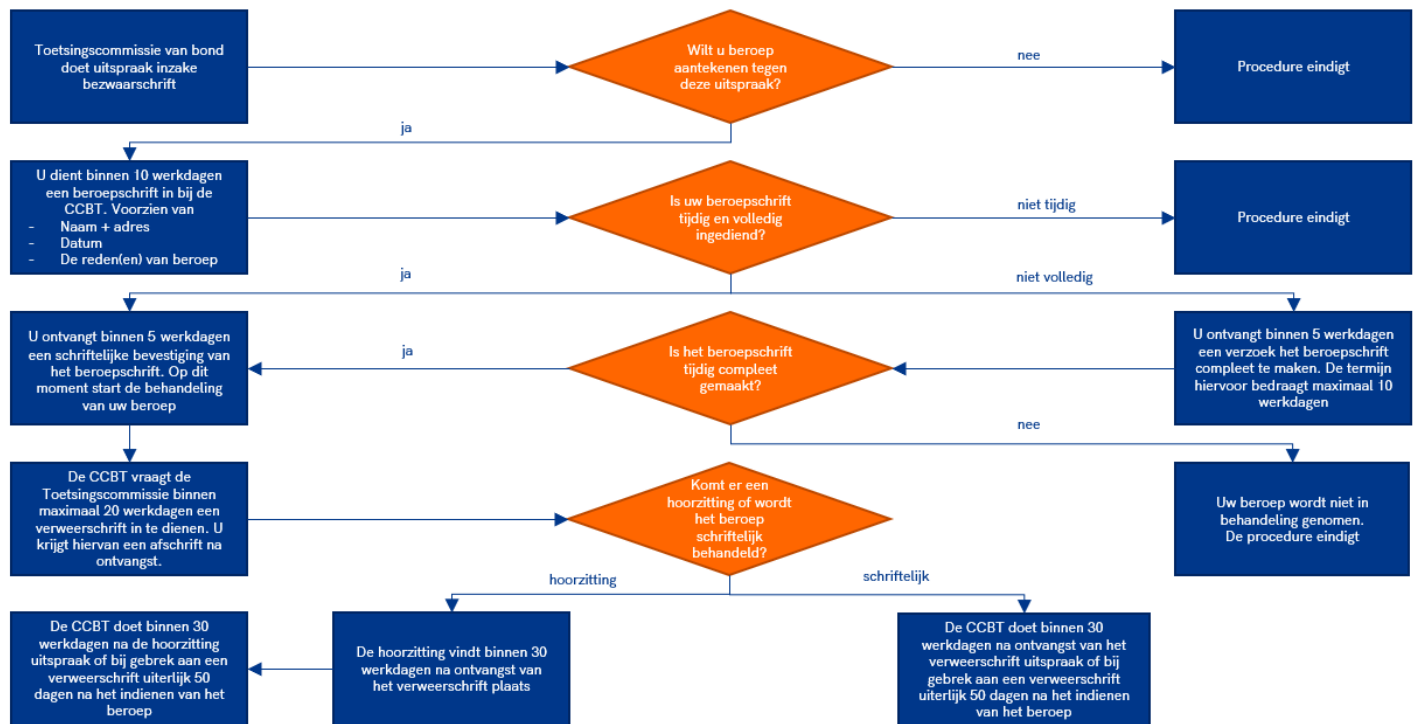 Toetsingscommissie van bond
doet uitspraak inzake
bezwaarschrift
Wilt u beroep
aantekenen tegen
deze uitspraak?
nee
Procedure eindigt
ja
U dient binnen 10 werkdagen
een beroepschrift in bij de
CCBT. Voorzien van
- Naam + adres
- Datum
- De reden(en) van beroep
Is uw beroepschrift
tijdig en volledig
ingediend?
niet tijdig
Procedure eindigt
ja
niet volledig
U ontvangt binnen 5 werkdagen
een schriftelijke bevestiging van
het beroepschrift. Op dit
moment start de behandeling
van uw beroep
ja
Is het beroepschrift
tijdig compleet
gemaakt?
U ontvangt binnen 5 werkdagen
een verzoek het beroepschrift
compleet te maken. De termijn
hiervoor bedraagt maximaal 10
werkdagen
nee
De CCBT vraagt de
Toetsingscommissie binnen
maximaal 20 werkdagen een
verweerschrift in te dienen. U
krijgt hiervan een afschrift na
ontvangst.
Komt er een
hoorzitting of wordt
het beroep
schriftelijk
behandeld?
Uw beroep wordt niet in
behandeling genomen.
De procedure eindigt
hoorzitting
schriftelijk
De CCBT doet binnen 30
werkdagen na de hoorzitting
uitspraak of bij gebrek aan een
verweerschrift uiterlijk 50
dagen na het indienen van het
beroep
De hoorzitting vindt binnen 30
werkdagen na ontvangst van
het verweerschrift plaats
De CCBT doet binnen 30
werkdagen na ontvangst van het
verweerschrift uitspraak of bij
gebrek aan een verweerschrift
uiterlijk 50 dagen na het indienen
van het beroep